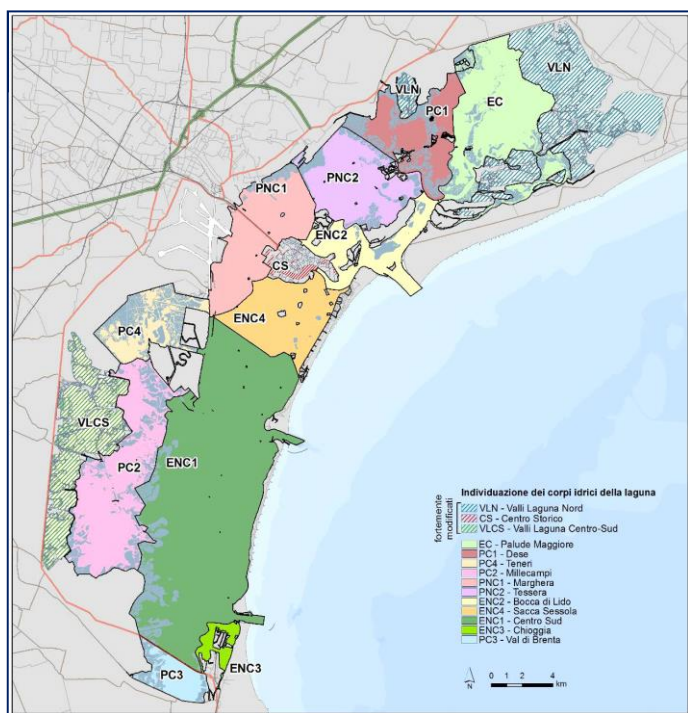 VLN
VLN
EC
PC1
PNC1
PNC2
ENC2
CS
ENC4
PC4
VLCS
PC2
ENC1
PC3
ENC3
Individuazione dei corpi idrici della laguna
fortemente
modificati
VLN - Valli Laguna Nord
CS - Centro Storico
VLCS - Valli Laguna Centro-Sud
EC - Palude Maggiore
PC1 - Dese
PC4 - Teneri
PC2 - Millecampi
PNC1 - Marghera
PNC2 - Tessera
ENC2 - Bocca di Lido
ENC4 - Sacca Sessola
ENC1 - Centro Sud
ENC3 - Chioggia
PC3 - Val di Brenta
N
0 1 2 4
km